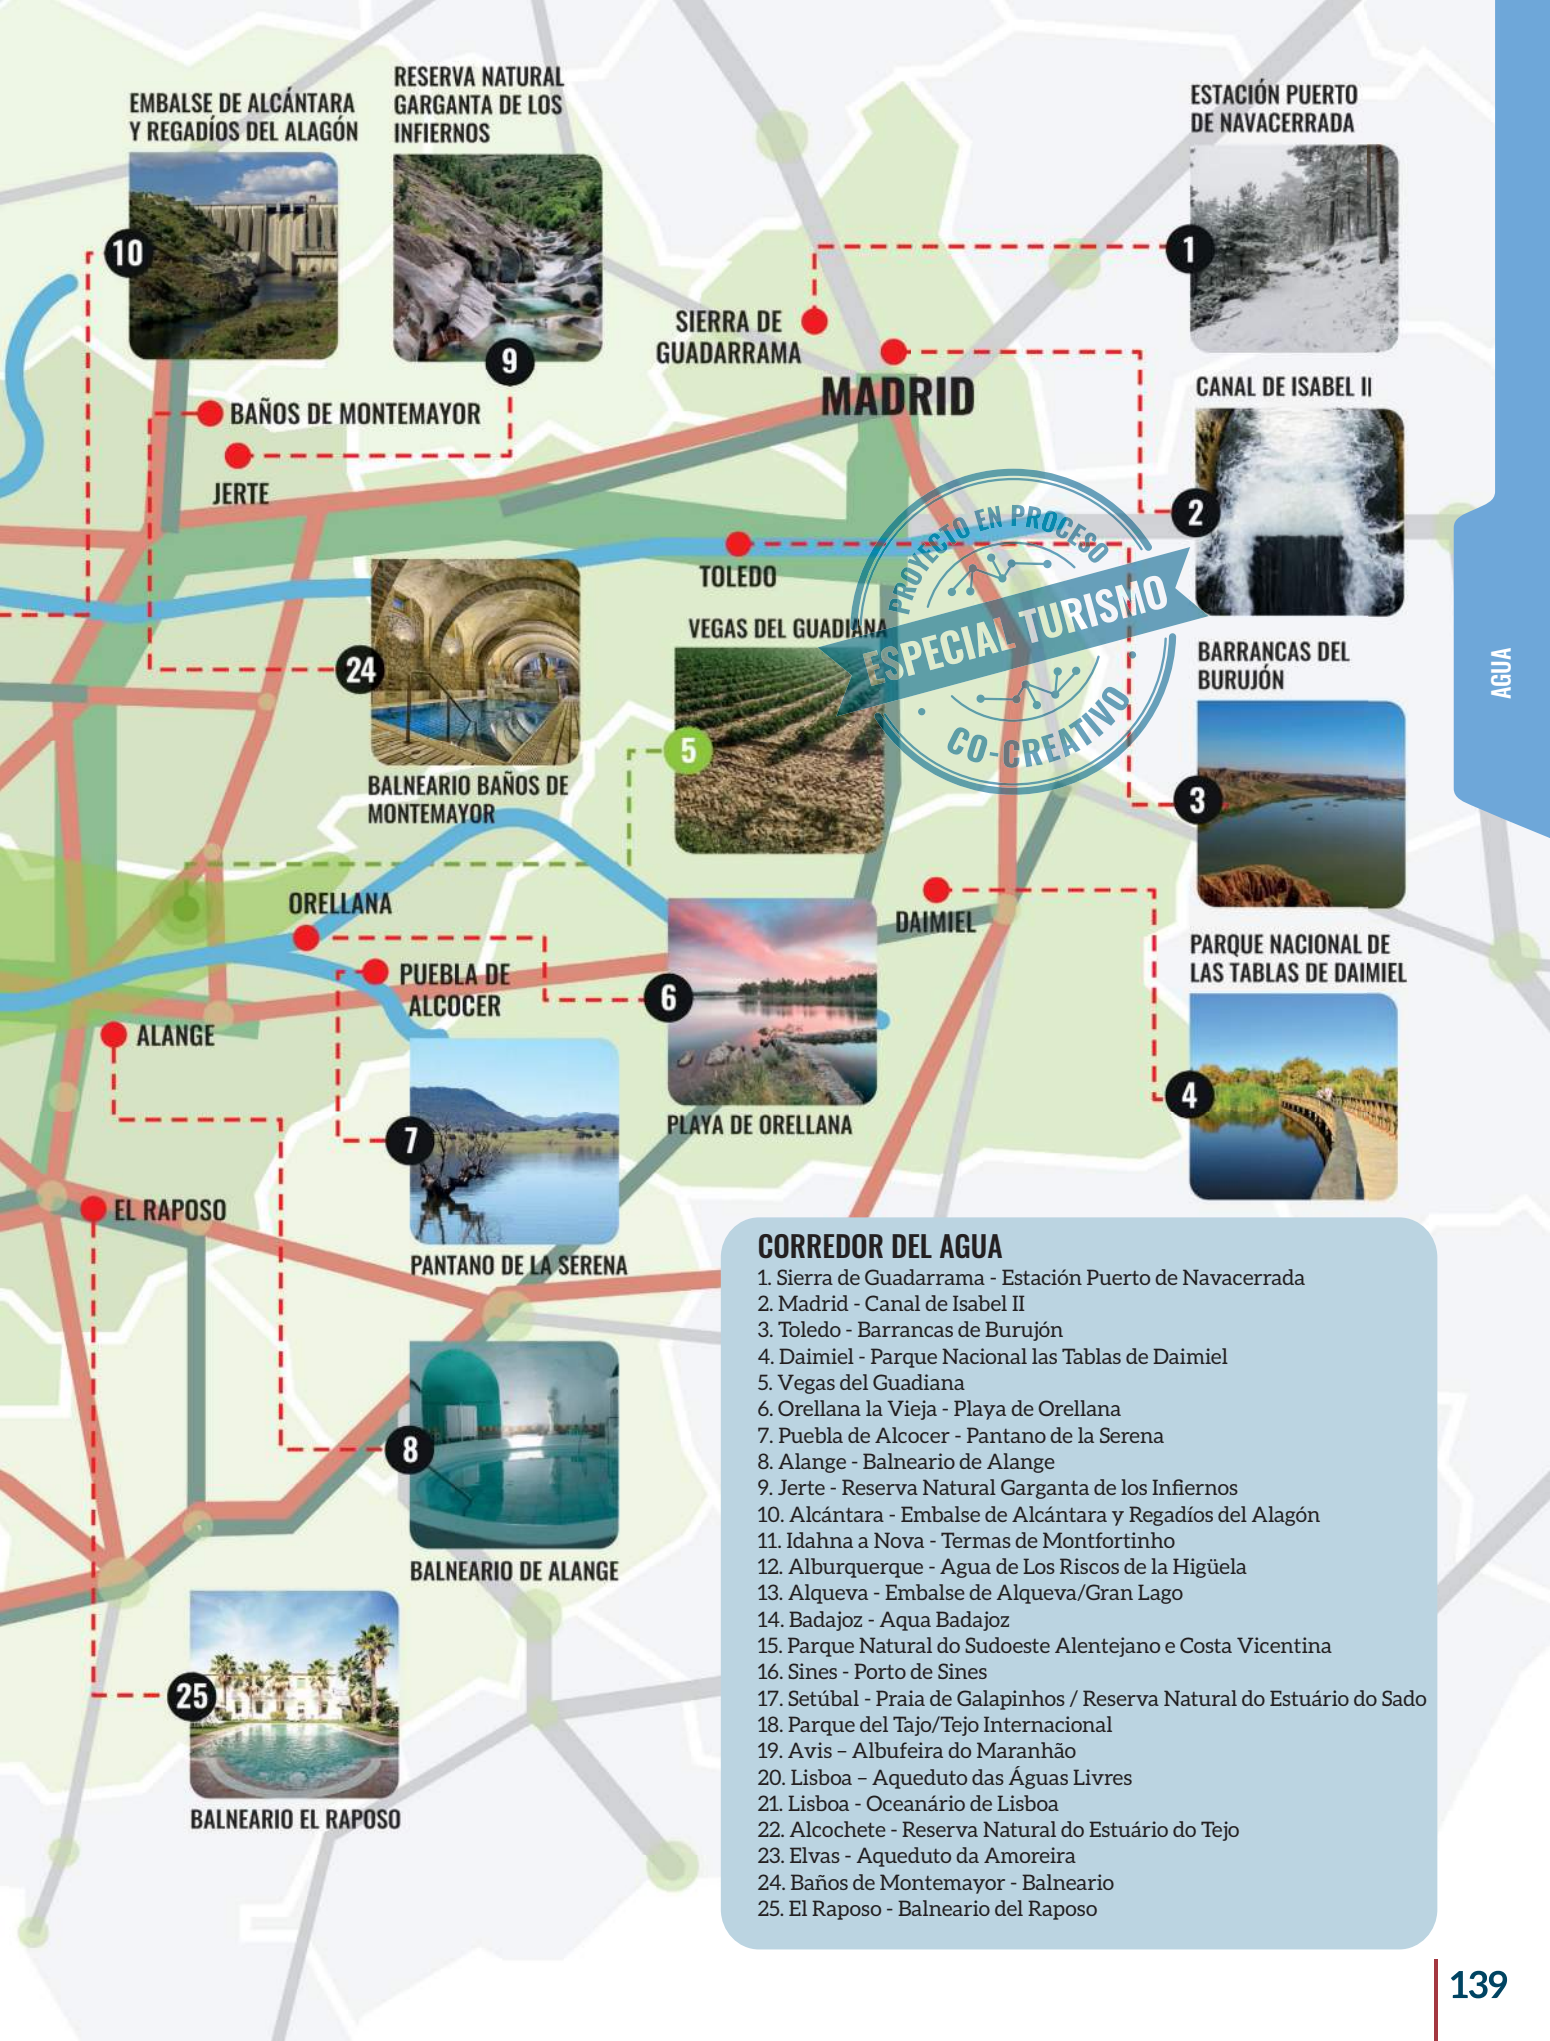 RESERVA NATURAL
GARGANTA DE LOS
INFIERNOS
EMBALSE DE ALCÁNTARA
Y REGADÍOS DEL ALAGÓN
ESTACIÓN PUERTO
DE NAVACERRADA
10
9
1
SIERRA DE
GUADARRAMA
MADRID
CANAL DE ISABEL II
BAÑOS DE MONTEMAYOR
JERTE
2
TOLEDO
PROYECTO EN PROCESO
ESPECIAL TURISMO
CO-CREATIVO
VEGAS DEL GUADIANA
BARRANCAS DEL
BURUJÓN
AGUA
24
5
3
BALNEARIO BAÑOS DE
MONTEMAYOR
ORELLANA
DAIMIEL
PARQUE NACIONAL DE
LAS TABLAS DE DAIMIEL
PUEBLA DE
ALCOCER
6
ALANGE
4
7
PLAYA DE ORELLANA
EL RAPOSO
PANTANO DE LA SERENA
8
BALNEARIO DE ALANGE
25
BALNEARIO EL RAPOSO
CORREDOR DEL AGUA
1. Sierra de Guadarrama - Estación Puerto de Navacerrada
2. Madrid - Canal de Isabel II
3. Toledo - Barrancas de Burujón
4. Daimiel - Parque Nacional las Tablas de Daimiel
5. Vegas del Guadiana
6. Orellana la Vieja - Playa de Orellana
7. Puebla de Alcocer - Pantano de la Serena
8. Alange - Balneario de Alange
9. Jerte - Reserva Natural Garganta de los Infiernos
10. Alcántara - Embalse de Alcántara y Regadíos del Alagón
11. Idahna a Nova - Termas de Montfortinho
12. Alburquerque - Agua de Los Riscos de la Higüela
13. Alqueva - Embalse de Alqueva/Gran Lago
14. Badajoz - Aqua Badajoz
15. Parque Natural do Sudoeste Alentejano e Costa Vicentina
16. Sines - Porto de Sines
17. Setúbal - Praia de Galapinhos / Reserva Natural do Estuário do Sado
18. Parque del Tajo/Tejo Internacional
19. Avis – Albufeira do Maranhão
20. Lisboa – Aqueduto das Águas Livres
21. Lisboa - Oceanário de Lisboa
22. Alcochete - Reserva Natural do Estuário do Tejo
23. Elvas - Aqueduto da Amoreira
24. Baños de Montemayor - Balneario
25. El Raposo - Balneario del Raposo
139